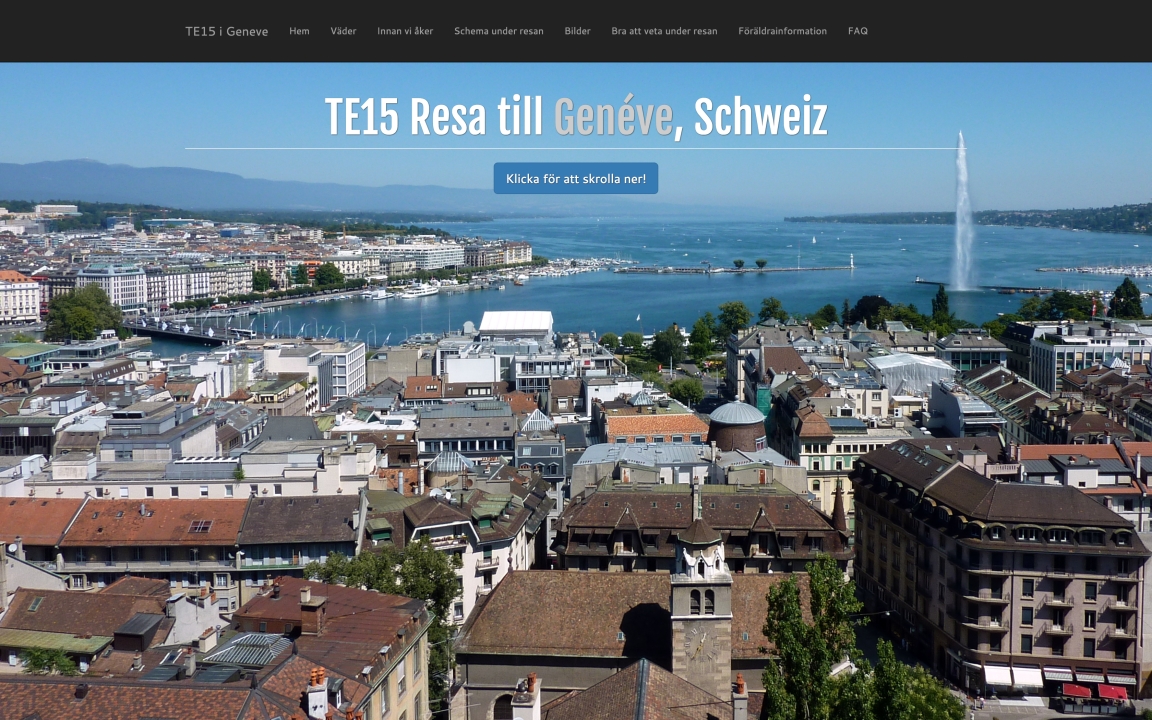 TE15 i Geneve Hem Väder Innan vi åker Schema under resan Bilder Bra att veta under resan Föräldrainformation FAQ
TE15 Resa till Genéve, Schweiz
Klicka för att skrolla ner!